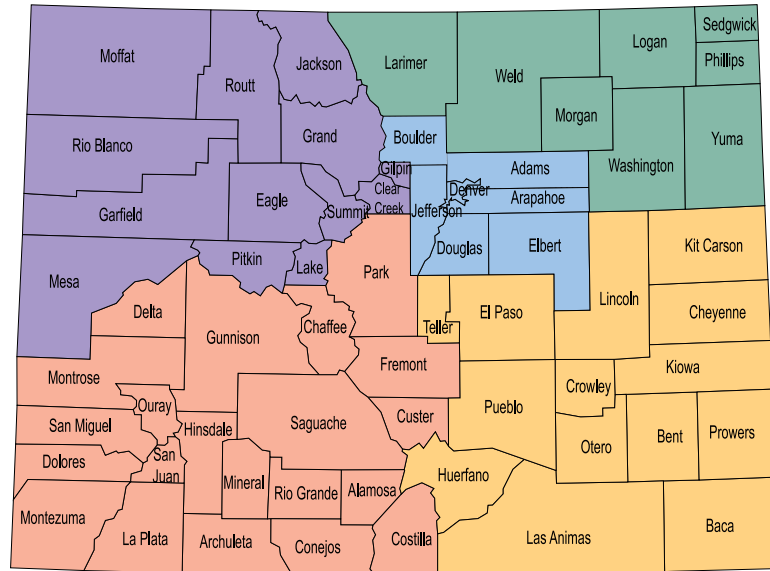 Moffat
Routt
Jackson
Larimer
Weld
Logan
Sedgwick
Phillips
Morgan
Rio Blanco
Grand
Boulder
Washington
Yuma
Gilpin
Adams
Garfield
Eagle
Summit
Clear
Creek
Jefferson
Denver
Arapahoe
Mesa
Pitkin
Lake
Park
Douglas
Elbert
Lincoln
Kit Carson
Delta
Gunnison
Chaffee
Teller
El Paso
Cheyenne
Montrose
Fremont
Crowley
Kiowa
Ouray
San Miguel
Hinsdale
Saguache
Custer
Pueblo
Otero
Bent
Prowers
Dolores
San
Juan
Mineral
Rio Grande
Alamosa
Huerfano
Montezuma
La Plata
Archuleta
Conejos
Costilla
Las Animas
Baca